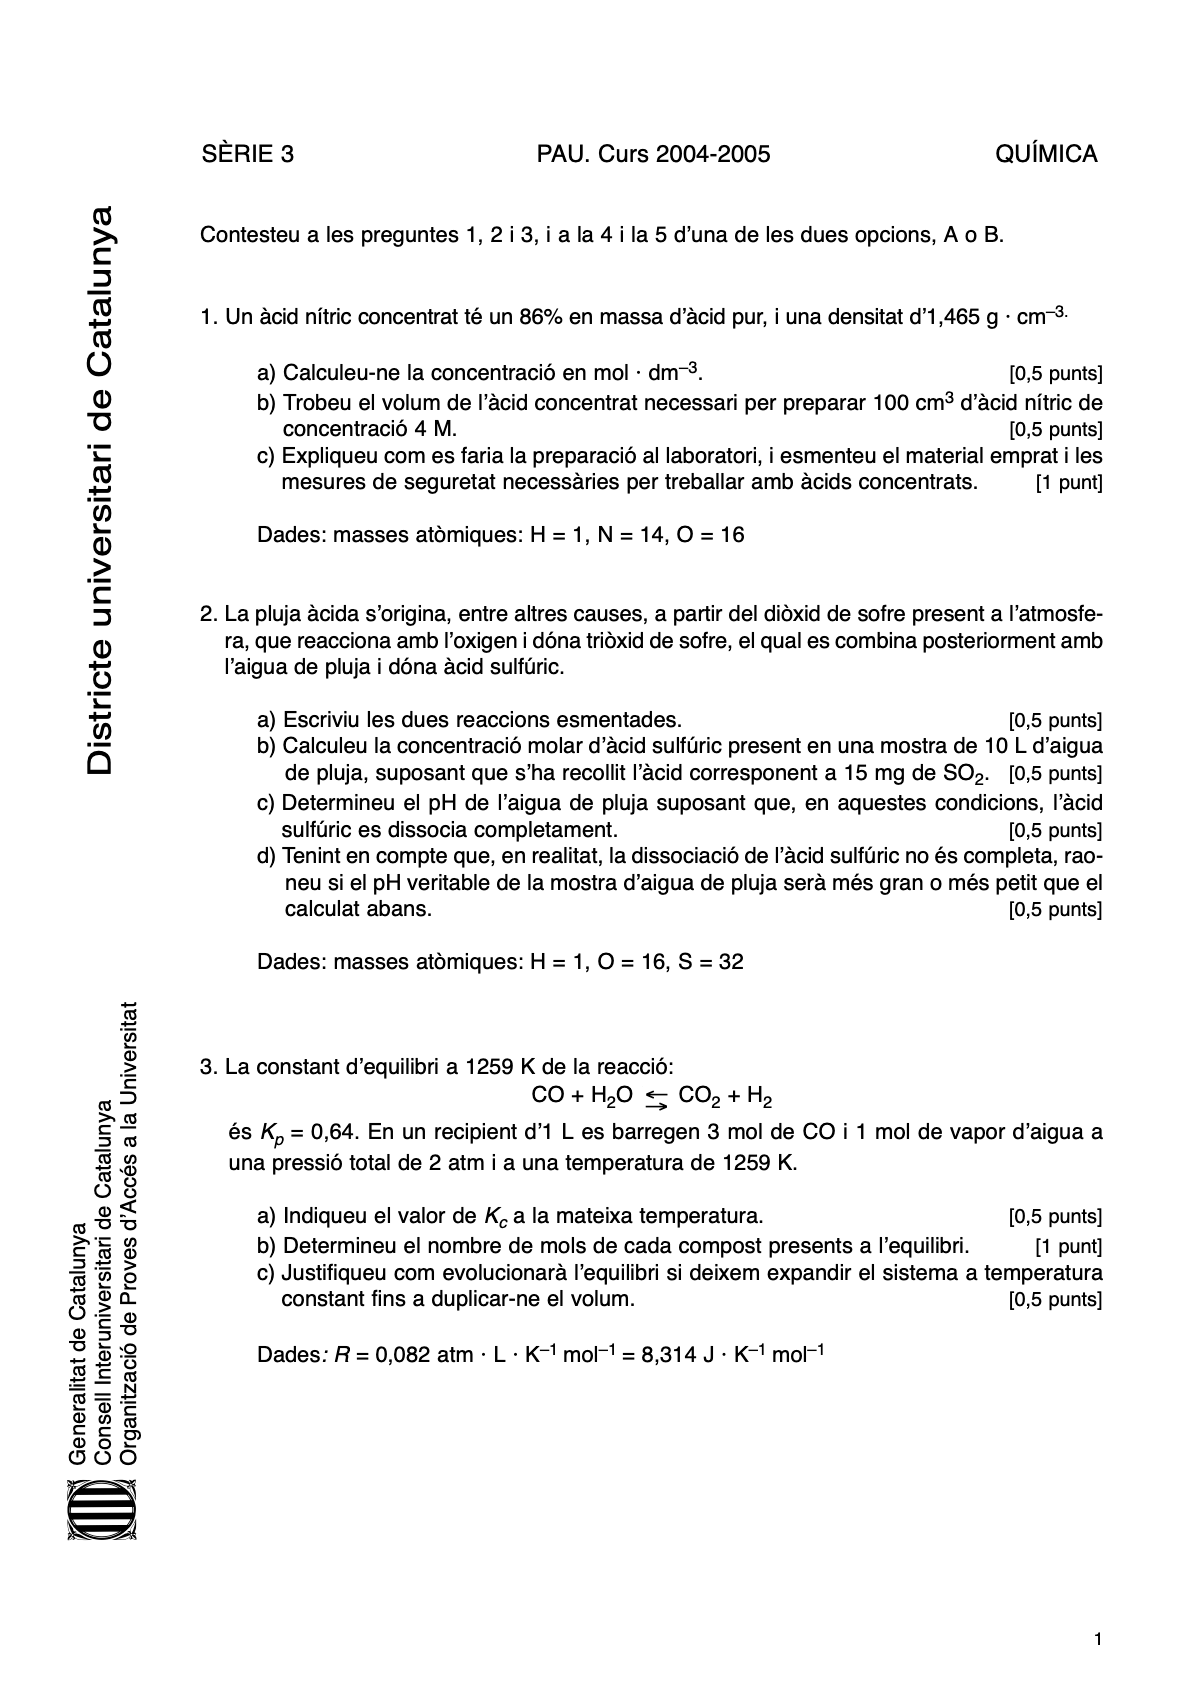 SÈRIE 3 PAU. Curs 2004-2005 QUÍMICA
Contesteu a les preguntes 1, 2 i 3, i a la 4 i la 5 d’una de les dues opcions, A o B.
1. Un àcid nítric concentrat té un 86% en massa d’àcid pur, i una densitat d’1,465 g · cm–3.
a) Calculeu-ne la concentració en mol · dm–3. [0,5 punts]
b) Trobeu el volum de l’àcid concentrat necessari per preparar 100 cm3 d’àcid nítric de
concentració 4 M. [0,5 punts]
c) Expliqueu com es faria la preparació al laboratori, i esmenteu el material emprat i les
mesures de seguretat necessàries per treballar amb àcids concentrats. [1 punt]
Dades: masses atòmiques: H = 1, N = 14, O = 16
2. La pluja àcida s’origina, entre altres causes, a partir del diòxid de sofre present a l’atmosfe-
ra, que reacciona amb l’oxigen i dóna triòxid de sofre, el qual es combina posteriorment amb
l’aigua de pluja i dóna àcid sulfúric.
a) Escriviu les dues reaccions esmentades. [0,5 punts]
b) Calculeu la concentració molar d’àcid sulfúric present en una mostra de 10 L d’aigua
de pluja, suposant que s’ha recollit l’àcid corresponent a 15 mg de SO2. [0,5 punts]
c) Determineu el pH de l’aigua de pluja suposant que, en aquestes condicions, l’àcid
sulfúric es dissocia completament. [0,5 punts]
d) Tenint en compte que, en realitat, la dissociació de l’àcid sulfúric no és completa, rao-
neu si el pH veritable de la mostra d’aigua de pluja serà més gran o més petit que el
calculat abans. [0,5 punts]
Dades: masses atòmiques: H = 1, O = 16, S = 32
3. La constant d’equilibri a 1259 K de la reacció:
CO + H2O ⇆ CO2 + H2
és Kp = 0,64. En un recipient d’1 L es barregen 3 mol de CO i 1 mol de vapor d’aigua a
una pressió total de 2 atm i a una temperatura de 1259 K.
a) Indiqueu el valor de Kc a la mateixa temperatura. [0,5 punts]
b) Determineu el nombre de mols de cada compost presents a l’equilibri. [1 punt]
c) Justifiqueu com evolucionarà l’equilibri si deixem expandir el sistema a temperatura
constant fins a duplicar-ne el volum. [0,5 punts]
Dades: R = 0,082 atm · L · K–1 mol–1 = 8,314 J · K–1 mol–1
Districte universitari de Catalunya
Generalitat de Catalunya
Consell Interuniversitari de Catalunya
Organització de Proves d’Accés a la Universitat
1